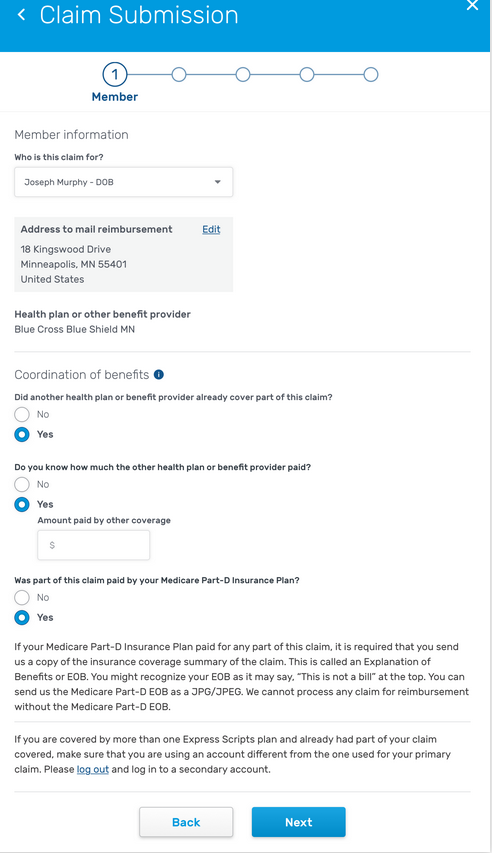 Claim Submission
1
Member
Member information
Who is this claim for?
Joseph Murphy - DOB
Address to mail reimbursement
Edit
18 Kingswood Drive
Minneapolis, MN 55401
United States
Health plan or other benefit provider
Blue Cross Blue Shield MN
Coordination of benefits
Did another health plan or benefit provider already cover part of this claim?
No
Yes
Do you know how much the other health plan or benefit provider paid?
No
Yes
Amount paid by other coverage
$
Was part of this claim paid by your Medicare Part-D Insurance Plan?
No
Yes
If your Medicare Part-D Insurance Plan paid for any part of this claim, it is required that you send
us a copy of the insurance coverage summary of the claim. This is called an Explanation of
Benefits or EOB. You might recognize your EOB as it may say, “This is not a bill” at the top. You can
send us the Medicare Part-D EOB as a JPG/JPEG. We cannot process any claim for reimbursement
without the Medicare Part-D EOB.
If you are covered by more than one Express Scripts plan and already had part of your claim
covered, make sure that you are using an account different from the one used for your primary
claim. Please log out and log in to a secondary account.
Back
Next